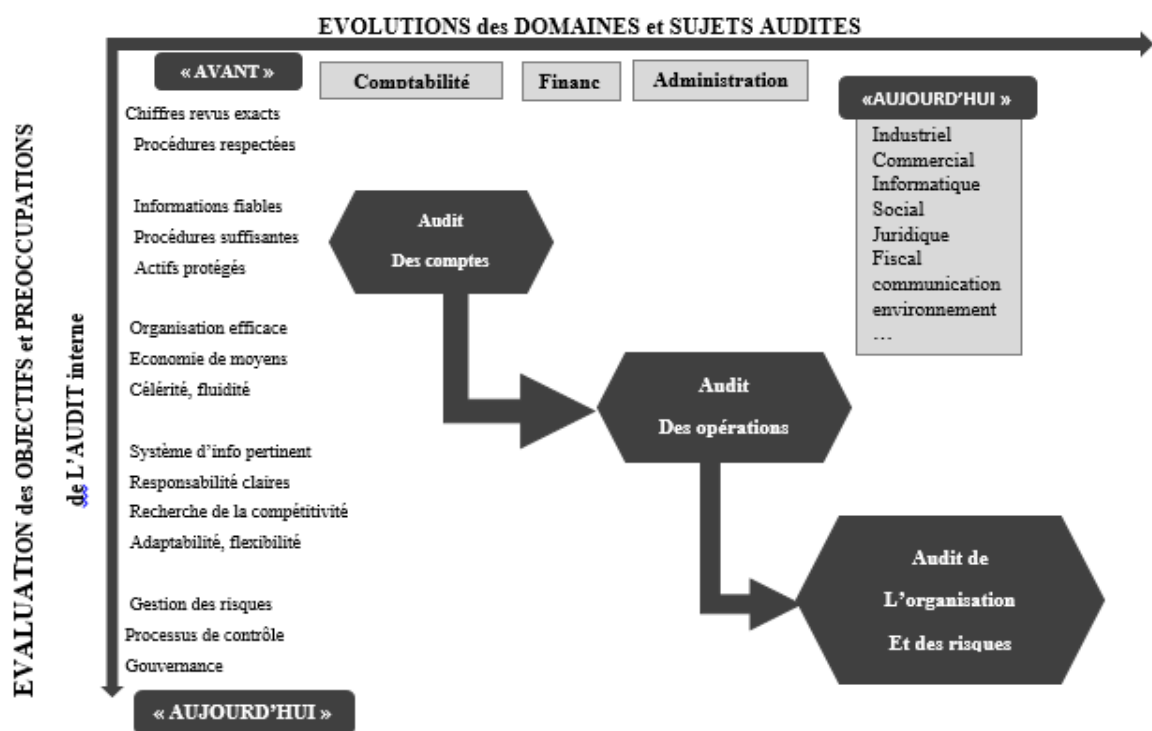 EVOLUTIONS des DOMAINES et SUJETS AUDITES
« AVANT »
Comptabilité
Financ
Administration
«AUJOURD'HUI »
Industriel
Commercial
Informatique
Social
Juridique
Fiscal
communication
environnement
…
EVALUATION des OBJECTIFS et PREOCCUPATIONS
de L'AUDIT interne
Chiffres revus exacts
Procédures respectées
Informations fiables
Procédures suffisantes
Actifs protégés
Organisation efficace
Economie de moyens
Célérité, fluidité
Système d'info pertinent
Responsabilité claires
Recherche de la compétitivité
Adaptabilité, flexibilité
Gestion des risques
Processus de contrôle
Gouvernance
« AUJOURD'HUI »
Audit
Des comptes
Audit
Des opérations
Audit de
L'organisation
Et des risques